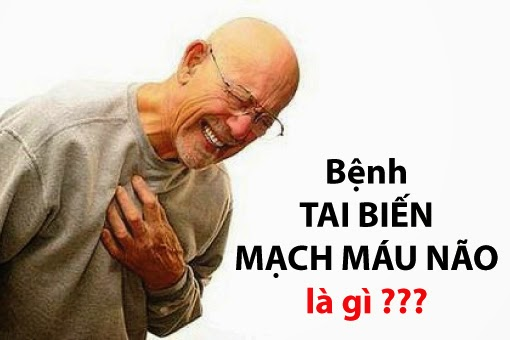 Bệnh
TAI BIẾN
MẠCH MÁU NÃO
là gì ???